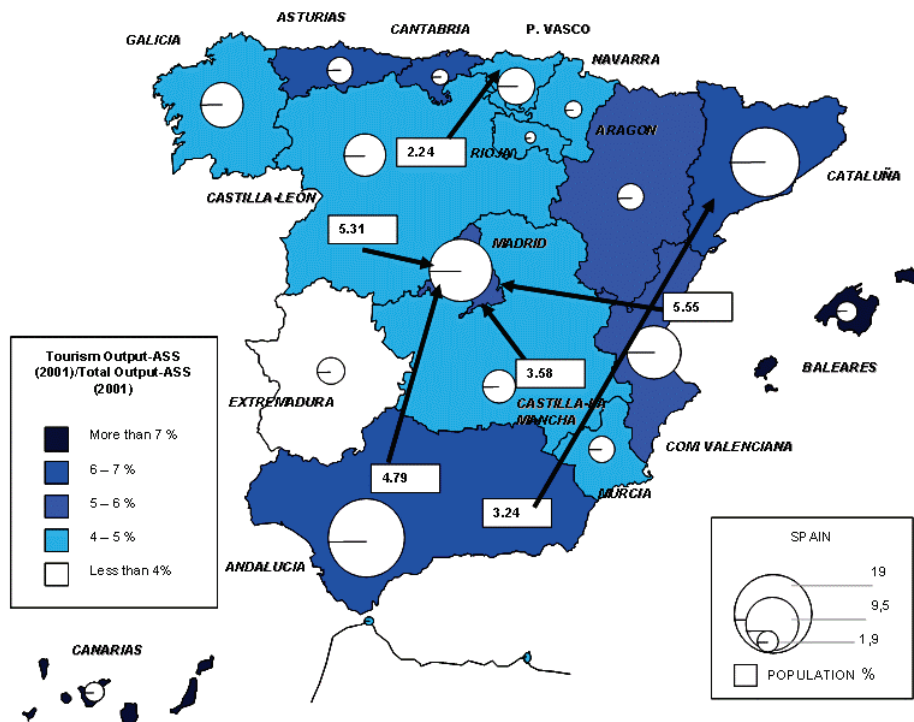 ASTURIAS
CANTABRIA
P. VASCO
GALICIA
NAVARRA
2.24
RIOJA
ARAGON
CATALUÑA
CASTILLA-LEÓN
5.31
MADRID
5.55
Tourism Output-ASS
(2001)/Total Output-ASS
(2001)
More than 7 %
6 – 7 %
5 – 6 %
4 – 5 %
Less than 4%
3.58
BALEARES
EXTREMADURA
CASTILLA-LA
MANCHA
COM VALENCIANA
4.79
MURCIA
3.24
ANDALUCIA
SPAIN
19
9,5
1,9
POPULATION %
CANARIAS